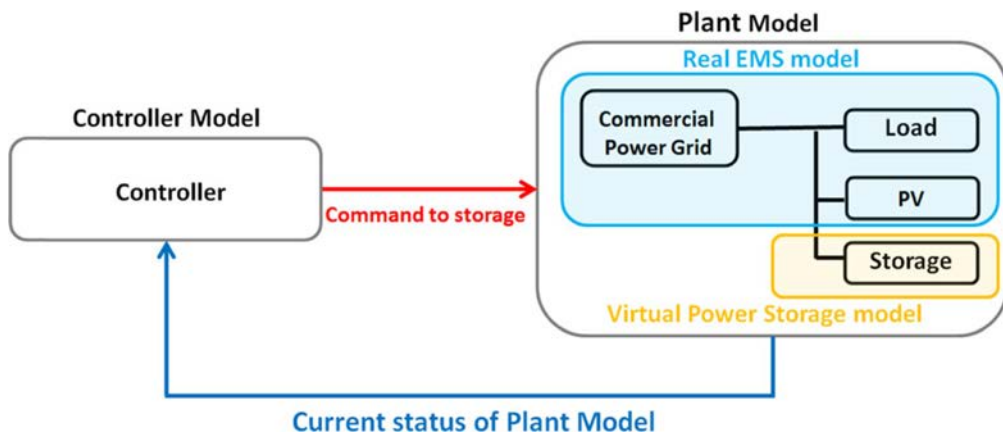 Plant Model
Real EMS model
Commercial
Power Grid
Load
PV
Storage
Virtual Power Storage model
Controller Model
Controller
Command to storage
Current status of Plant Model